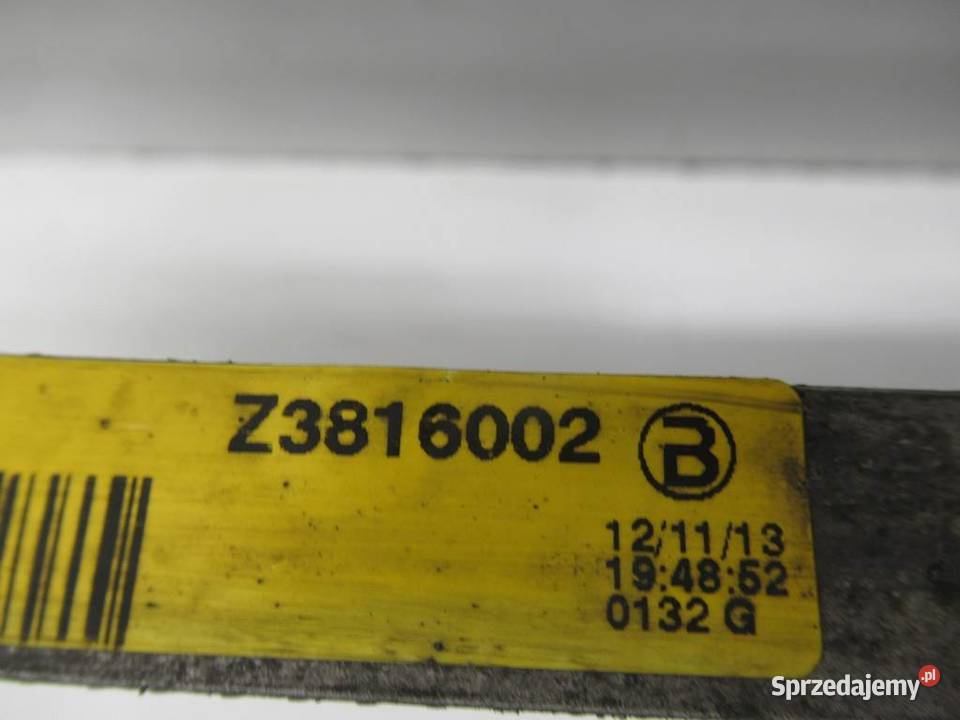 Z3816002 B
12/11/13
19:48:52
0132 G
Sprzedajemy.pl